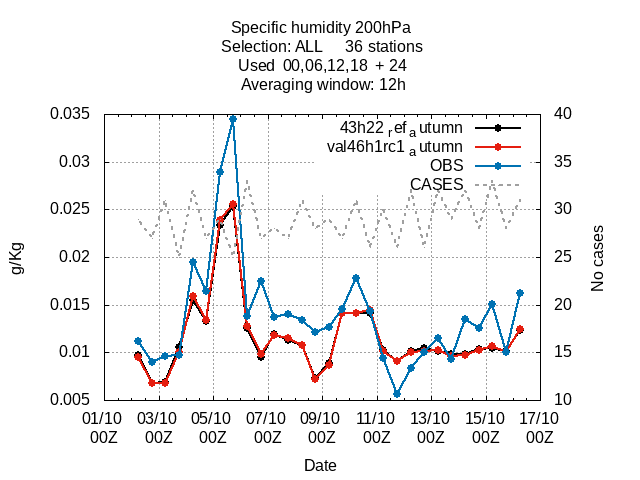 Specific humidity 200hPa
Selection: ALL 36 stations
Used 00,06,12,18 + 24
Averaging window: 12h
0.035 40
43h22_ref_autumn
val46h1rc1_autumn
0.03 35
OBS
CASES
0.025 30
g/Kg
No cases
0.02 25
0.015 20
0.01 15
0.005 10
01/10 03/10 05/10 07/10 09/10 11/10 13/10 15/10 17/10
00Z 00Z 00Z 00Z 00Z 00Z 00Z 00Z 00Z
Date